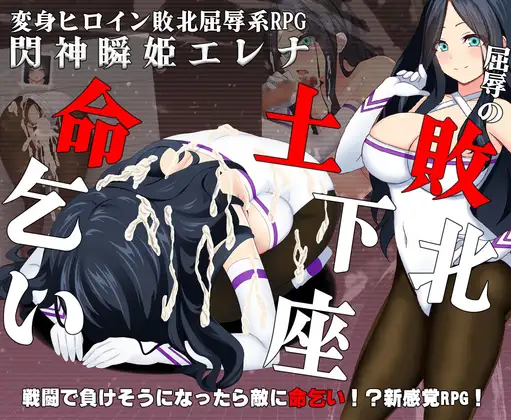 変身ヒロイン敗北屈辱系RPG
閃神瞬姫エレナ
屈辱の
敗北
土下座
命乞い
戦闘で負けそうになったら敵に命乞い!?新感覚RPG!